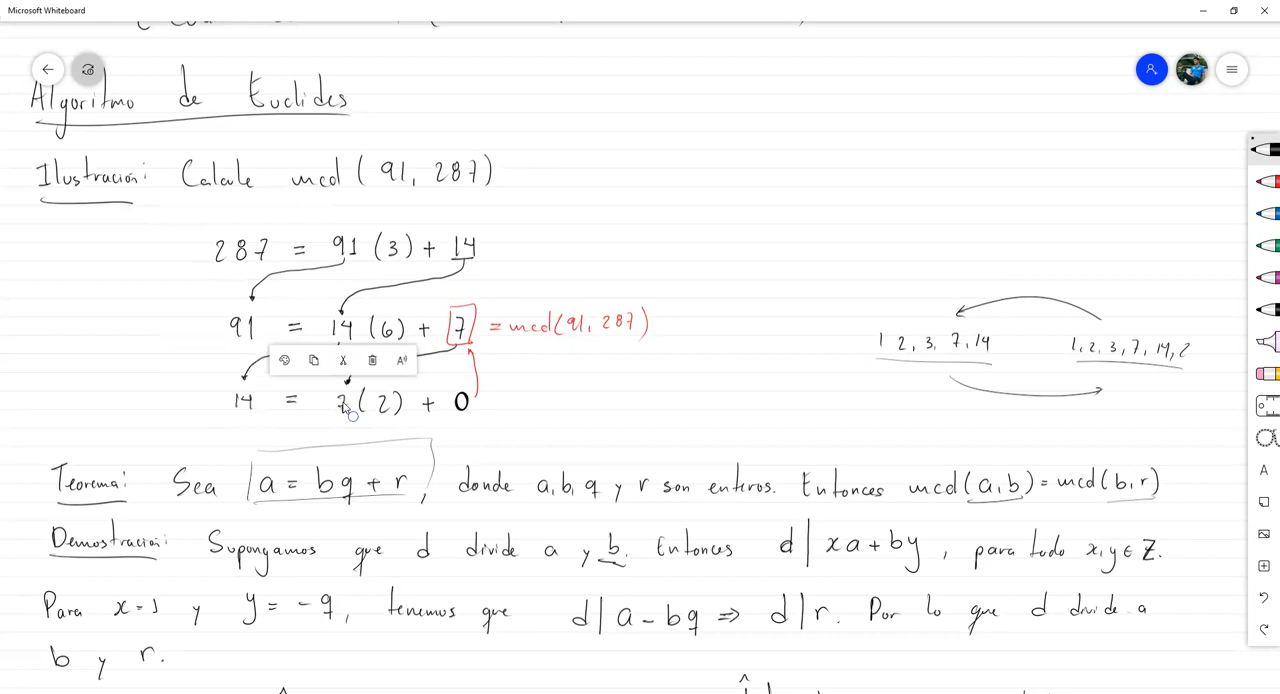 Microsoft Whiteboard
Algoritmo de Euclides
Ilustración: Calcule mcd (91, 287)
287 = 91 (3) + 14
91 = 14 (6) + 7 = mcd(91, 287)
1 2, 3, 7, 14
1, 2, 3, 7, 14, 2
14 = 7 (2) + 0
Teorema: Sea a = bq + r, donde a, b, q y r son enteros. Entonces mcd(a,b) = mcd(b,r)
Demostración: Supongamos que d divide a y b. Entonces d | xa + by, para todo x, y ∈ Z.
Para x = 1 y y = -q, tenemos que d | a - bq ⇒ d | r. Por lo que d divide a
b y r.